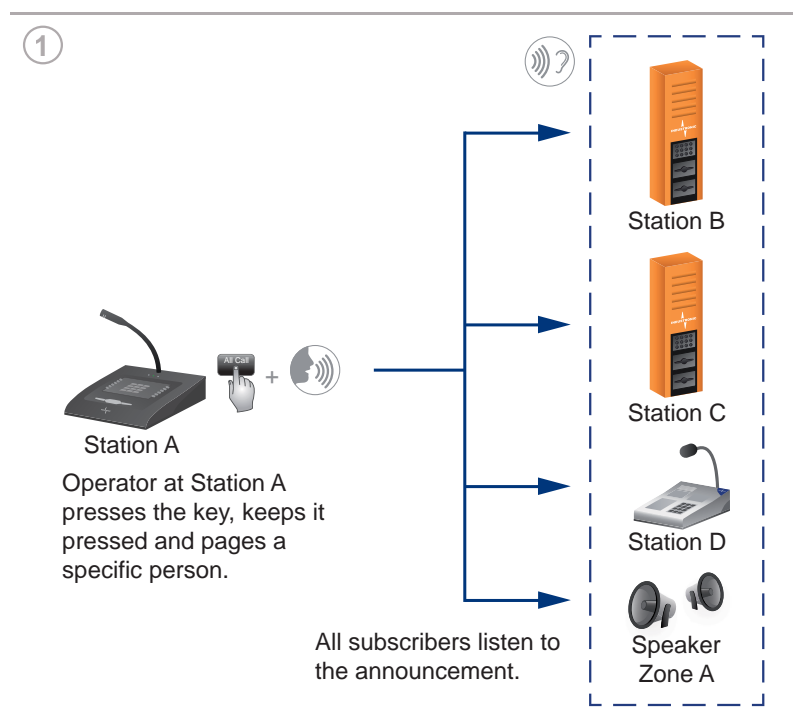 1
Station B
Station C
All Call
+
Station A
Operator at Station A
presses the key, keeps it
pressed and pages a
specific person.
Station D
All subscribers listen to
the announcement.
Speaker
Zone A